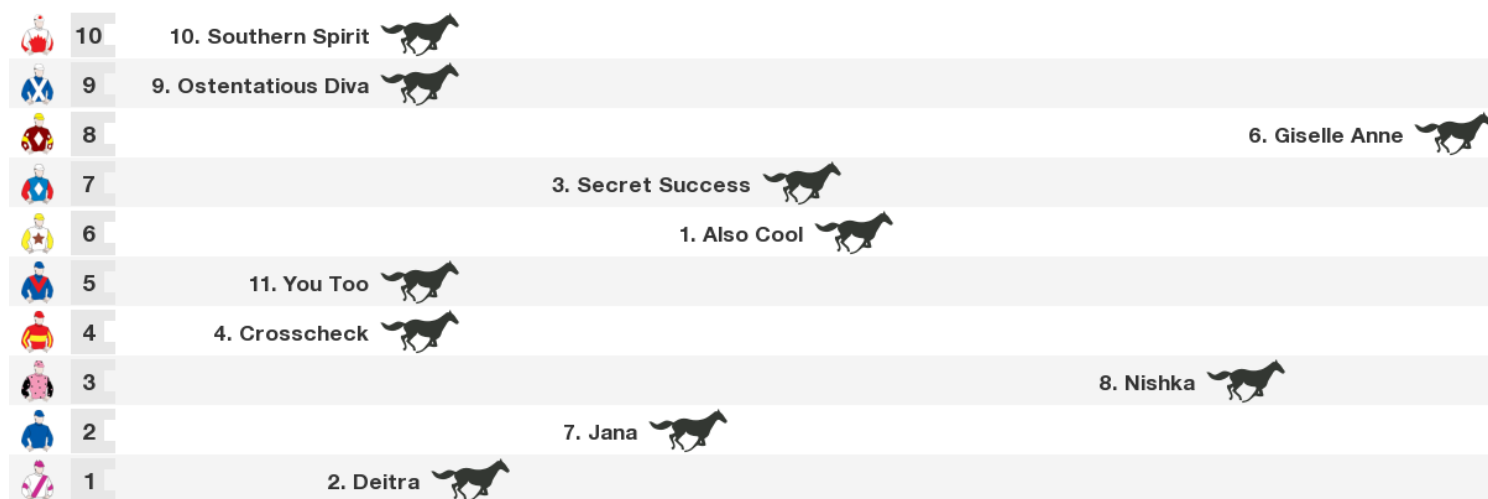 10 10. Southern Spirit
9 9. Ostentatious Diva
8 6. Giselle Anne
7 3. Secret Success
6 1. Also Cool
5 11. You Too
4 4. Crosscheck
3 8. Nishka
2 7. Jana
1 2. Deitra